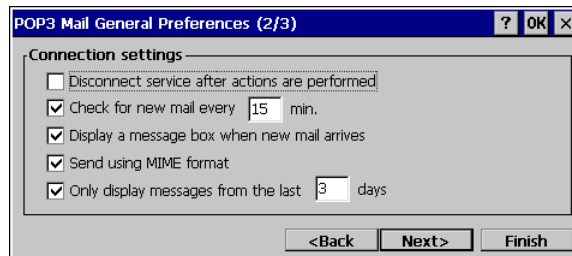 POP3 Mail General Preferences (2/3) ? OK ×
Connection settings
Disconnect service after actions are performed
Check for new mail every 15 min.
Display a message box when new mail arrives
Send using MIME format
Only display messages from the last 3 days
<Back Next> Finish